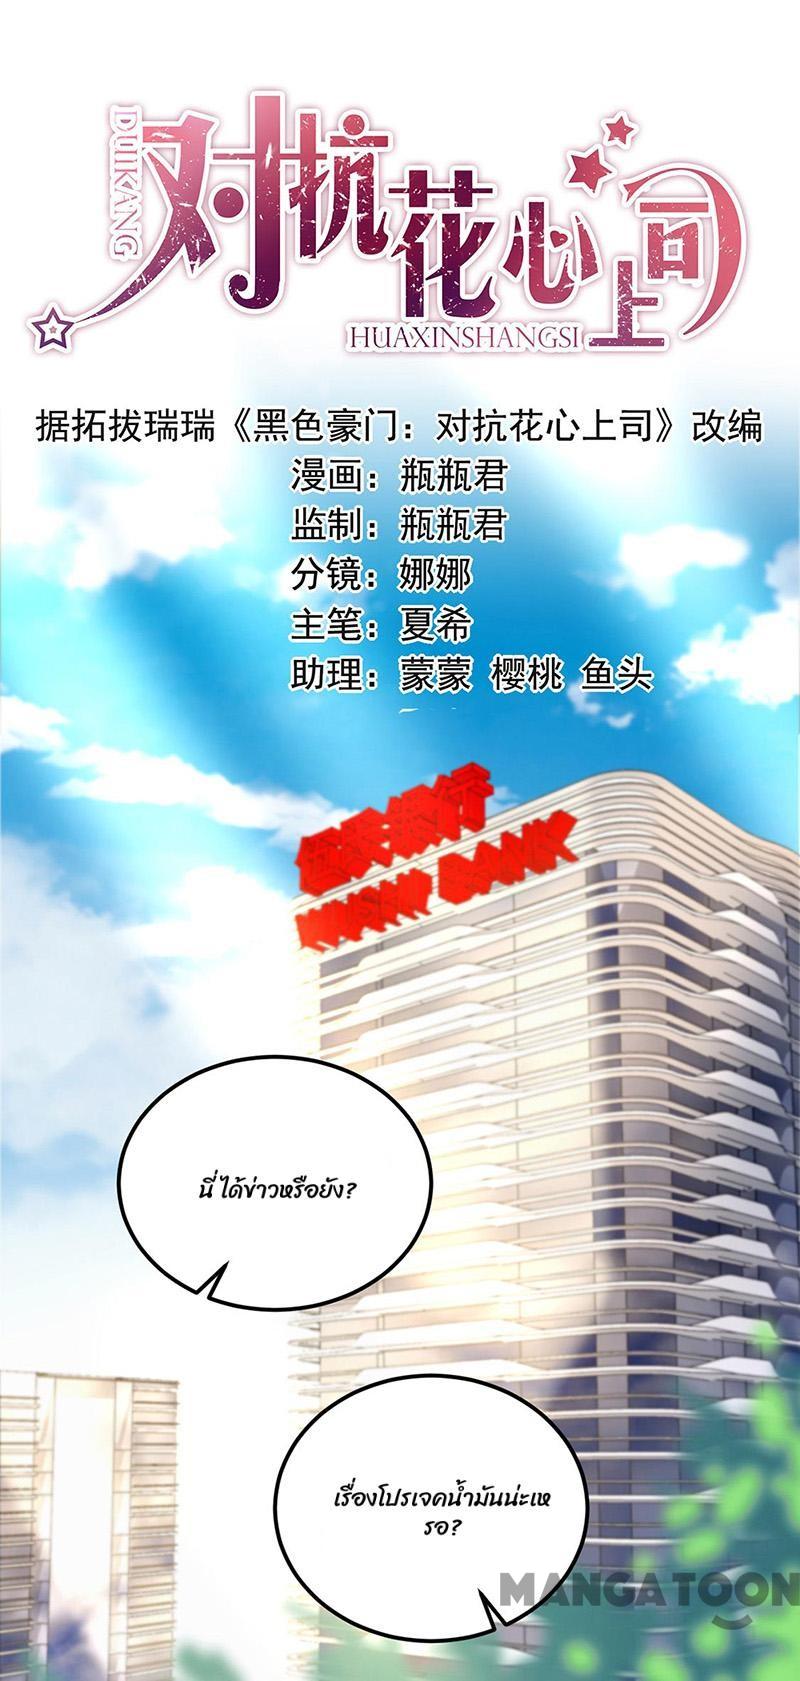 对抗花心上司
DUIKANG
HUAXINSHANGSI
据拓拔瑞瑞《黑色豪门：对抗花心上司》改编
漫画：瓶瓶君
监制：瓶瓶君
分镜：娜娜
主笔：夏希
助理：蒙蒙 樱桃 鱼头
BANK
นี่ ได้ข่าวหรือยัง?
เรื่องโปรเจคน้ำมันน่ะเห
รอ?
MANGATOON